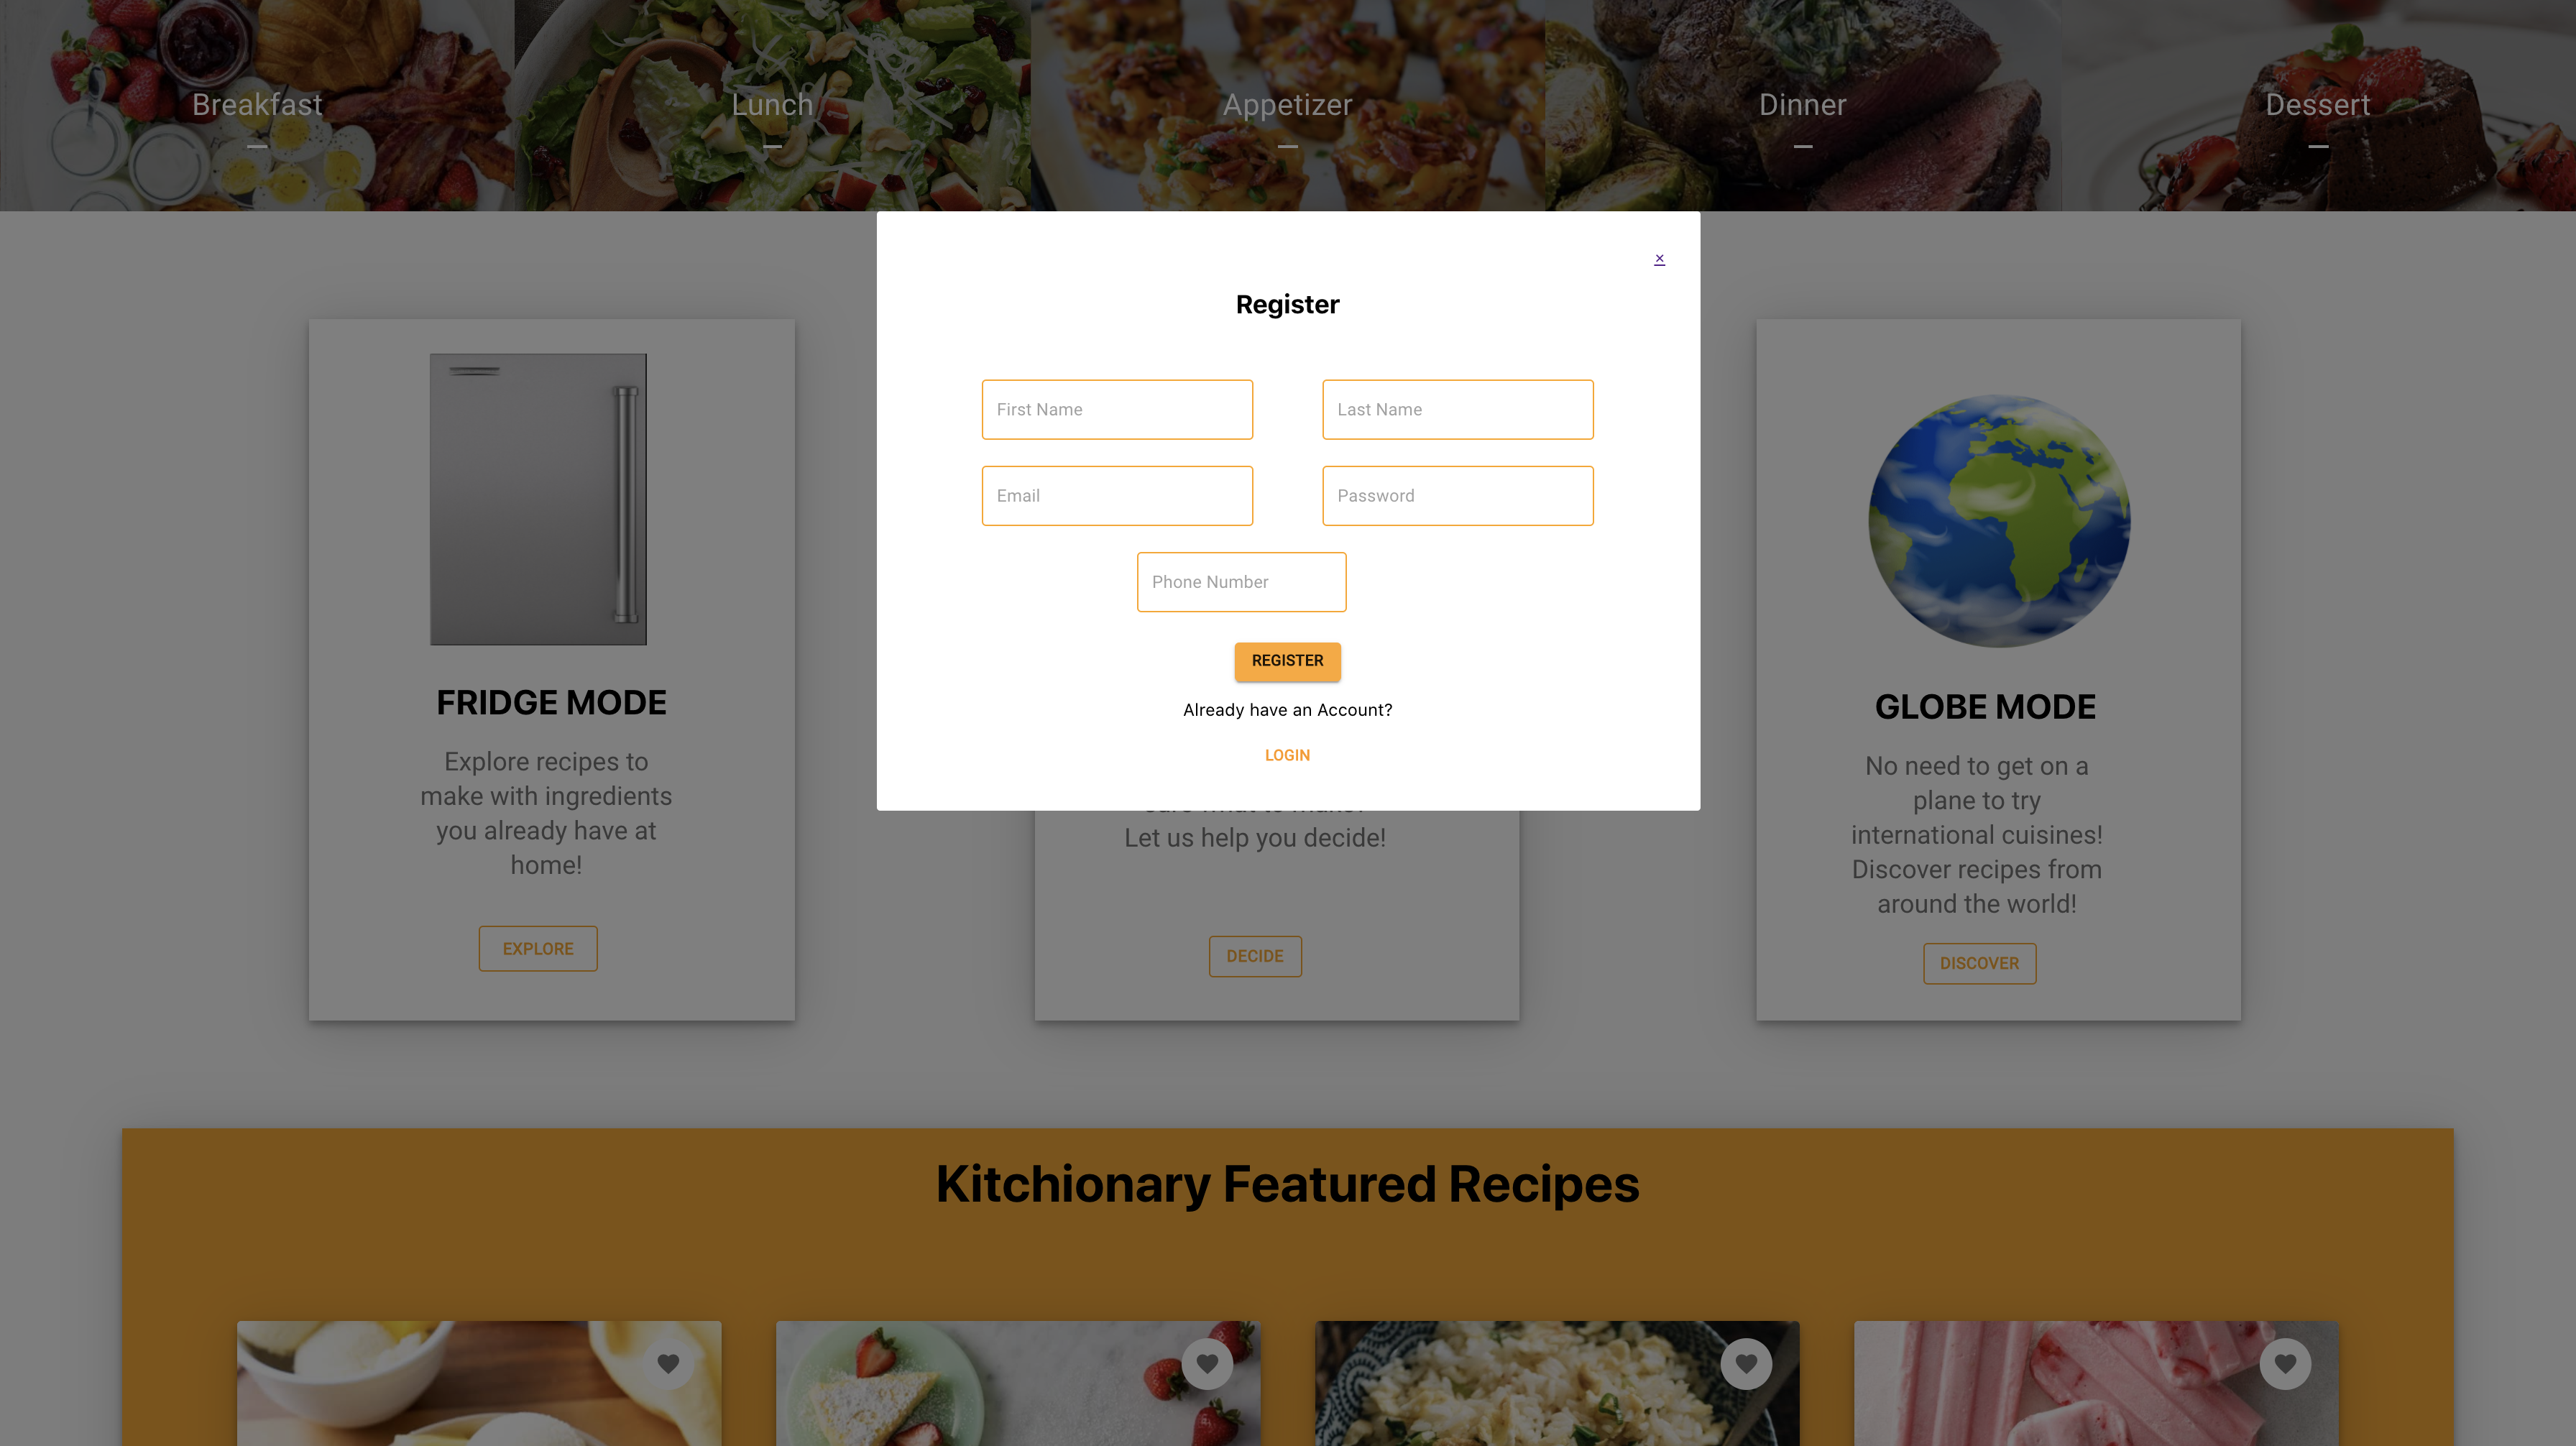 Breakfast
Lunch
Appetizer
Dinner
Dessert
×
Register
First Name
Last Name
Email
Password
Phone Number
REGISTER
Already have an Account?
LOGIN
FRIDGE MODE
Explore recipes to
make with ingredients
you already have at
home!
EXPLORE
Let us help you decide!
DECIDE
GLOBE MODE
No need to get on a
plane to try
international cuisines!
Discover recipes from
around the world!
DISCOVER
Kitchionary Featured Recipes